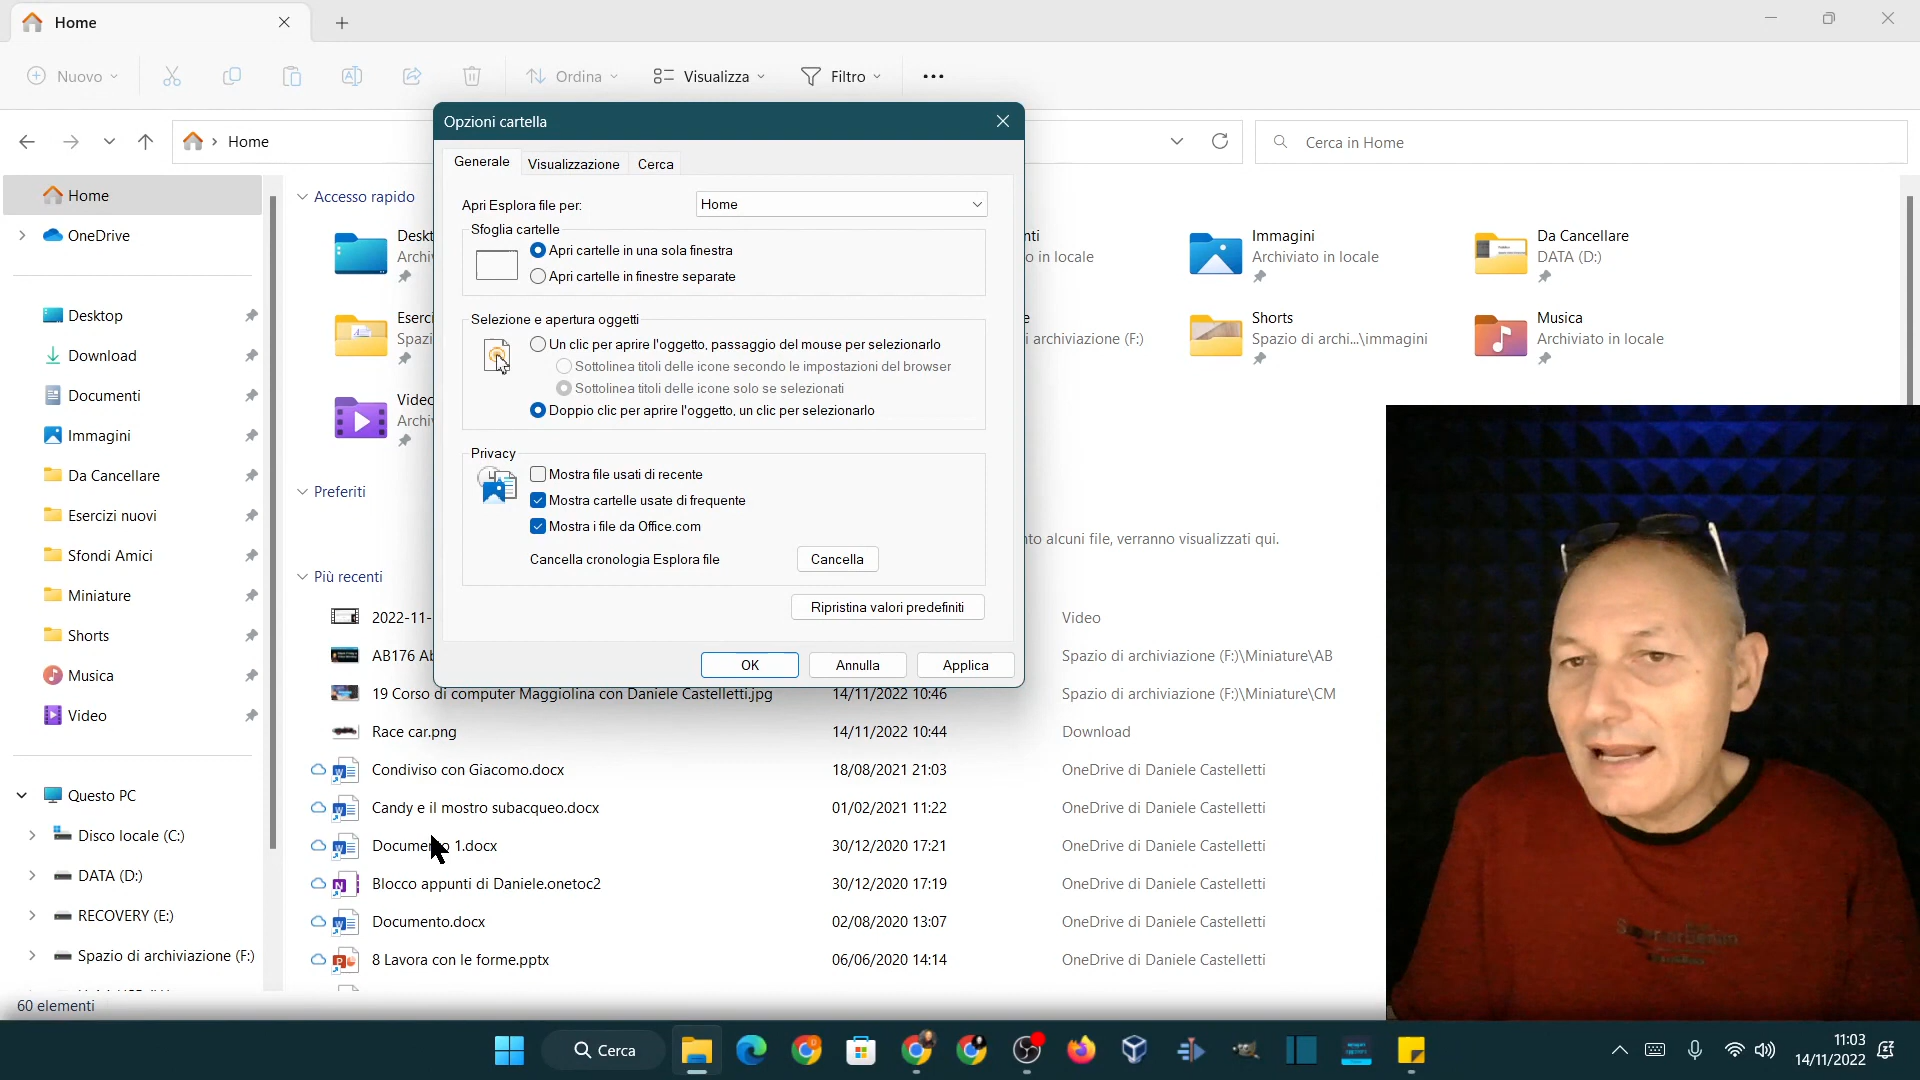 Home
Nuovo
Ordina
Visualizza
Filtro
Home
Cerca in Home
Home
OneDrive
Desktop
Download
Documenti
Immagini
Da Cancellare
Esercizi nuovi
Sfondi Amici
Miniature
Shorts
Musica
Video
Questo PC
Disco locale (C:)
DATA (D:)
RECOVERY (E:)
Spazio di archiviazione (F:)
60 elementi
Accesso rapido
Deskt
Archi
nti
o in locale
Immagini
Archiviato in locale
Da Cancellare
DATA (D:)
Eserci
Spazi
e
i archiviazione (F:)
Shorts
Spazio di archi...\immagini
Musica
Archiviato in locale
Video
Archi
Preferiti
nto alcuni file, verranno visualizzati qui.
Più recenti
2022-11-
Video
AB176 Ab
Spazio di archiviazione (F:)\Miniature\AB
19 Corso di computer Maggiolina con Daniele Castelletti.jpg 14/11/2022 10:46 Spazio di archiviazione (F:)\Miniature\CM
Race car.png 14/11/2022 10:44 Download
Condiviso con Giacomo.docx 18/08/2021 21:03 OneDrive di Daniele Castelletti
Candy e il mostro subacqueo.docx 01/02/2021 11:22 OneDrive di Daniele Castelletti
Documento 1.docx 30/12/2020 17:21 OneDrive di Daniele Castelletti
Blocco appunti di Daniele.onetoc2 30/12/2020 17:19 OneDrive di Daniele Castelletti
Documento.docx 02/08/2020 13:07 OneDrive di Daniele Castelletti
8 Lavora con le forme.pptx 06/06/2020 14:14 OneDrive di Daniele Castelletti
Opzioni cartella
Generale Visualizzazione Cerca
Apri Esplora file per: Home
Sfoglia cartelle
Apri cartelle in una sola finestra
Apri cartelle in finestre separate
Selezione e apertura oggetti
Un clic per aprire l'oggetto, passaggio del mouse per selezionarlo
Sottolinea titoli delle icone secondo le impostazioni del browser
Sottolinea titoli delle icone solo se selezionati
Doppio clic per aprire l'oggetto, un clic per selezionarlo
Privacy
Mostra file usati di recente
Mostra cartelle usate di frequente
Mostra i file da Office.com
Cancella cronologia Esplora file Cancella
Ripristina valori predefiniti
OK Annulla Applica
Cerca
11:03
14/11/2022